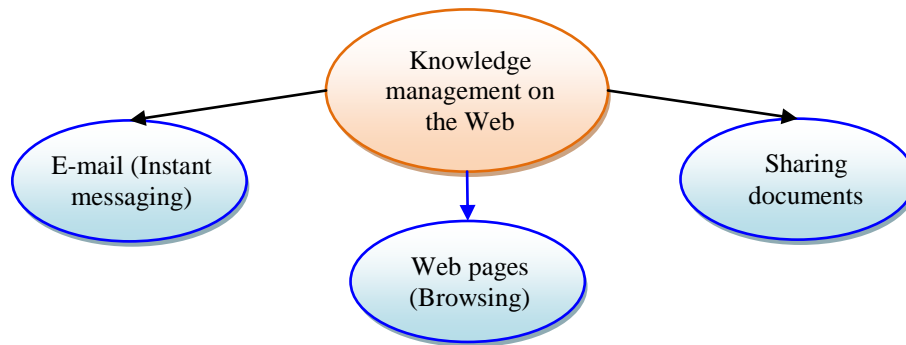 Knowledge
management on
the Web
E-mail (Instant
messaging)
Sharing
documents
Web pages
(Browsing)